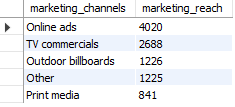 marketing_channels marketing_reach
Online ads 4020
TV commercials 2688
Outdoor billboards 1226
Other 1225
Print media 841